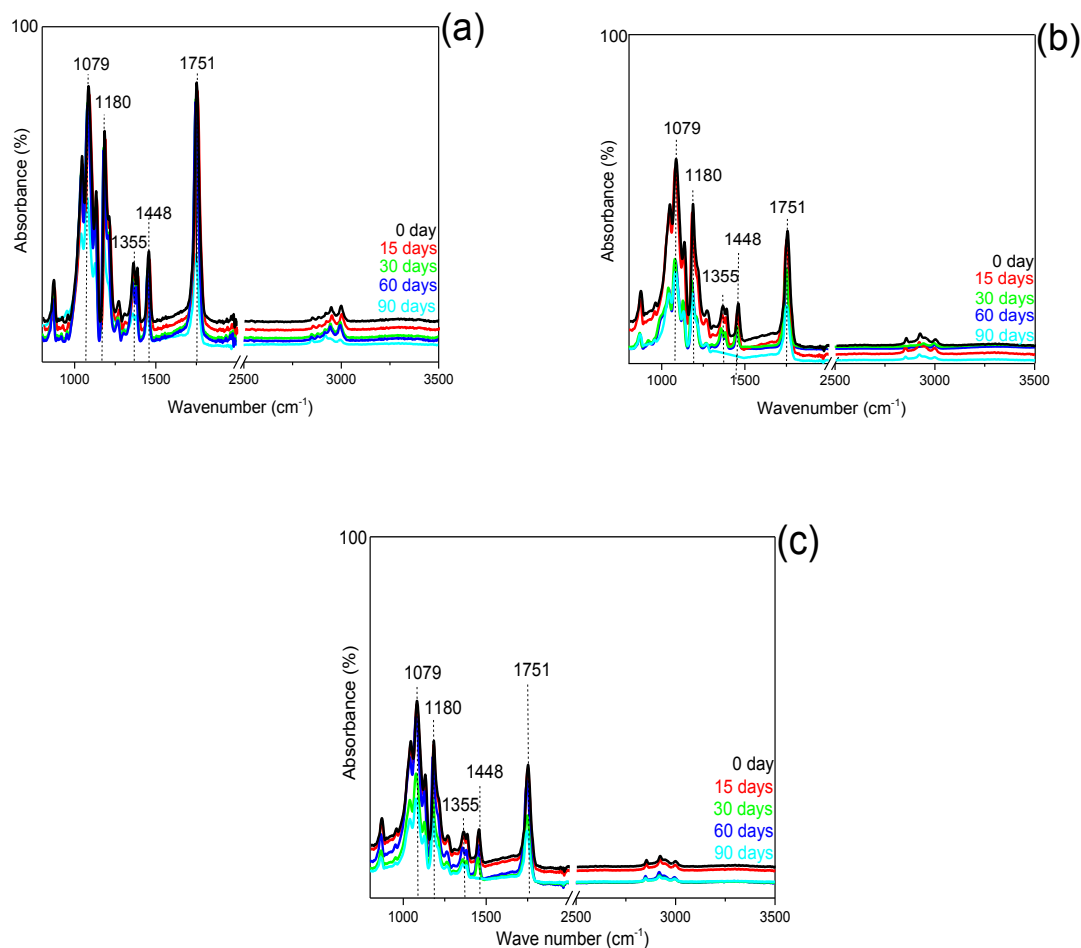 (a)
100
1079
1751
1180
1448
1355
0 day
15 days
30 days
60 days
90 days
Absorbance (%)
1000 1500 2500 3000 3500
Wavenumber (cm⁻¹)
(b)
100
1079
1180
1751
1448
1355
0 day
15 days
30 days
60 days
90 days
Absorbance (%)
1000 1500 2500 3000 3500
Wavenumber (cm⁻¹)
(c)
100
1079
1751
1180
1448
1355
0 day
15 days
30 days
60 days
90 days
Absorbance (%)
1000 1500 2500 3000 3500
Wave number (cm⁻¹)